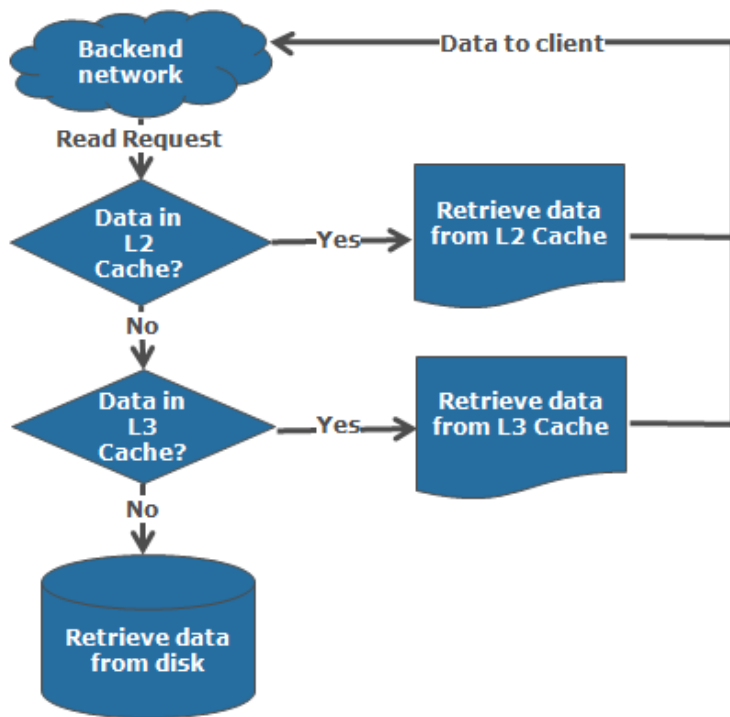 Backend
network
Data to client
Read Request
Data in
L2
Cache?
Yes
Retrieve data
from L2 Cache
No
Data in
L3
Cache?
Yes
Retrieve data
from L3 Cache
No
Retrieve data
from disk